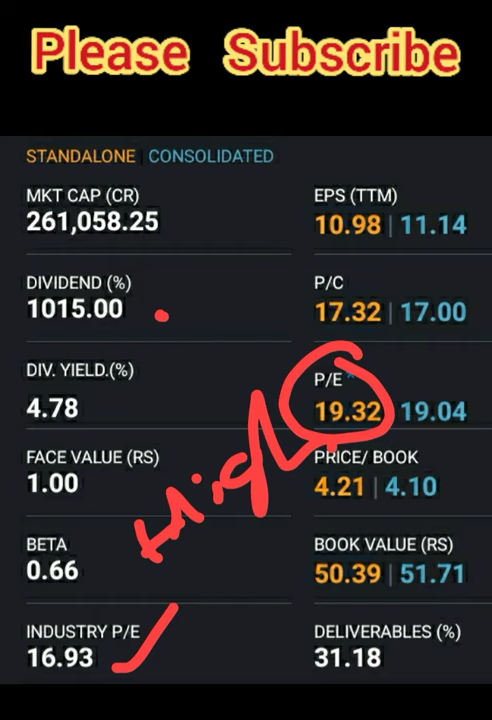 Please Subscribe
STANDALONE | CONSOLIDATED
MKT CAP (CR)
261,058.25
EPS (TTM)
10.98 | 11.14
DIVIDEND (%)
1015.00
P/C
17.32 | 17.00
DIV. YIELD.(%)
4.78
P/E
19.32 | 19.04
FACE VALUE (RS)
1.00
PRICE/ BOOK
4.21 | 4.10
High
BETA
0.66
BOOK VALUE (RS)
50.39 | 51.71
INDUSTRY P/E
16.93
DELIVERABLES (%)
31.18